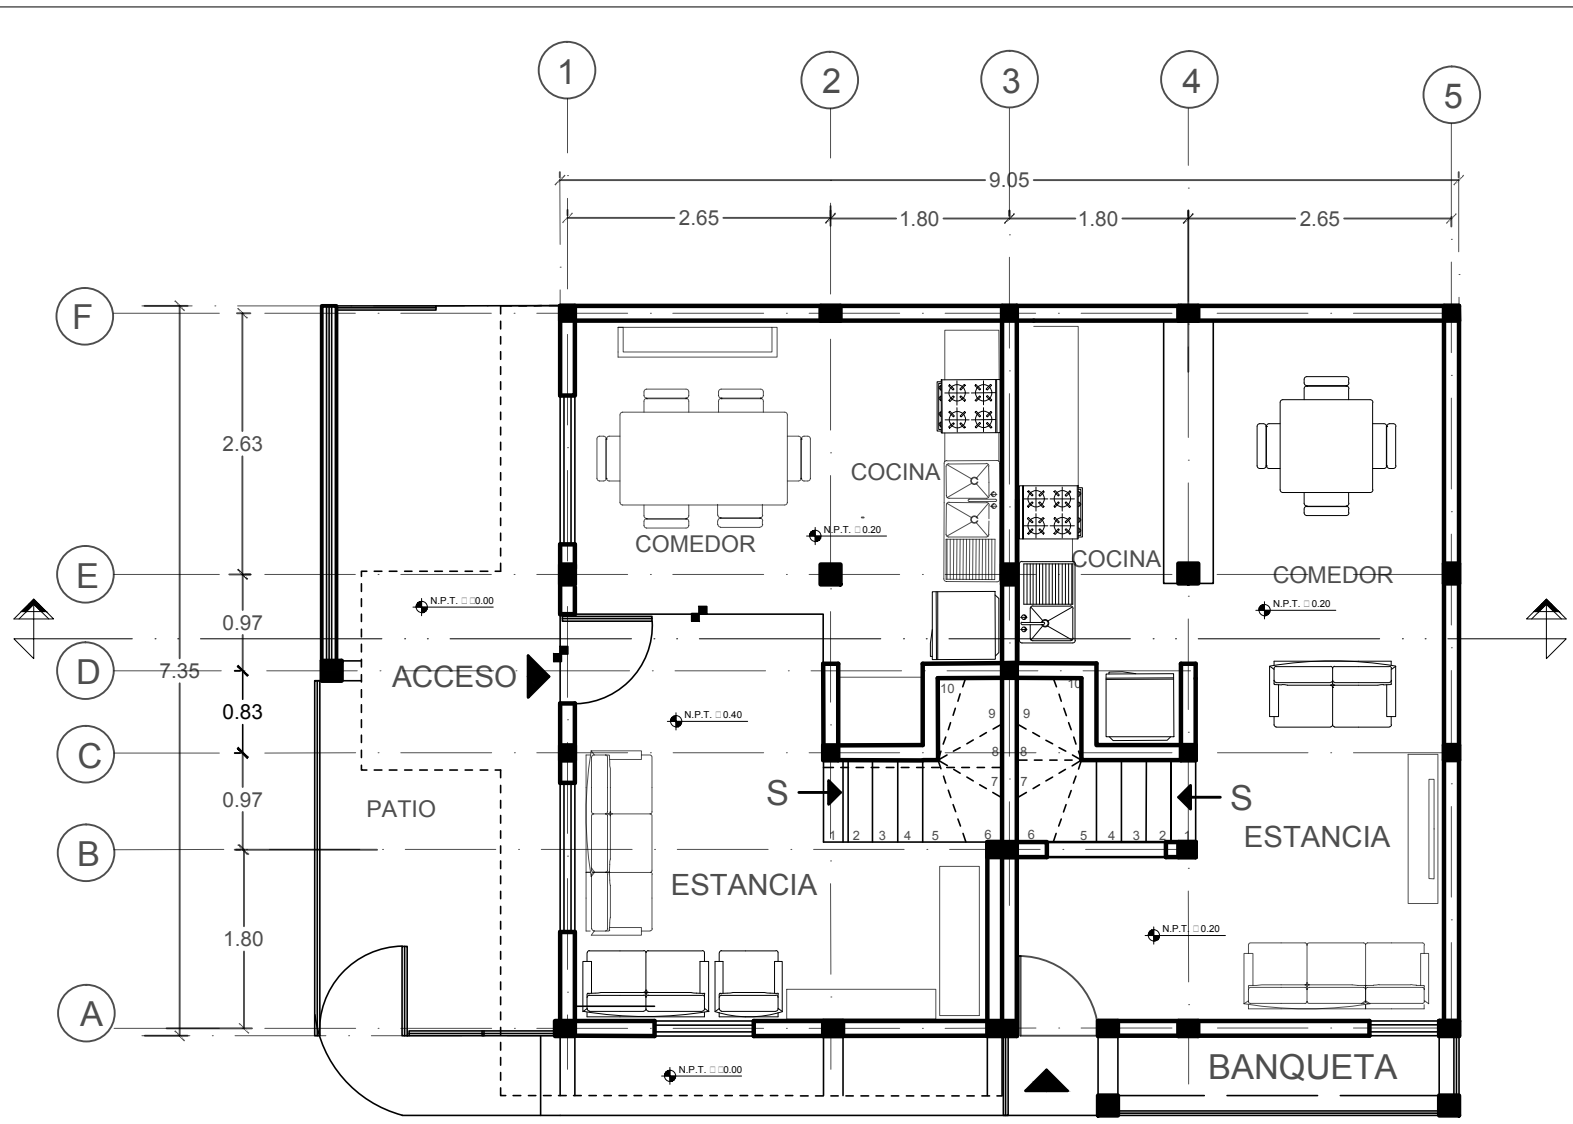 1
2
3
4
5
9.05
2.65
1.80
1.80
2.65
F
2.63
COCINA
N.P.T. □0.20
COMEDOR
COCINA
E
COMEDOR
N.P.T. □ □0.00
N.P.T. □0.20
0.97
D
7.35
ACCESO
10
10
0.83
N.P.T. □0.40
9
9
C
8
8
7
7
0.97
PATIO
S
S
1
2
3
4
5
6
6
5
4
3
2
1
ESTANCIA
B
ESTANCIA
1.80
N.P.T. □0.20
A
N.P.T. □ □0.00
BANQUETA